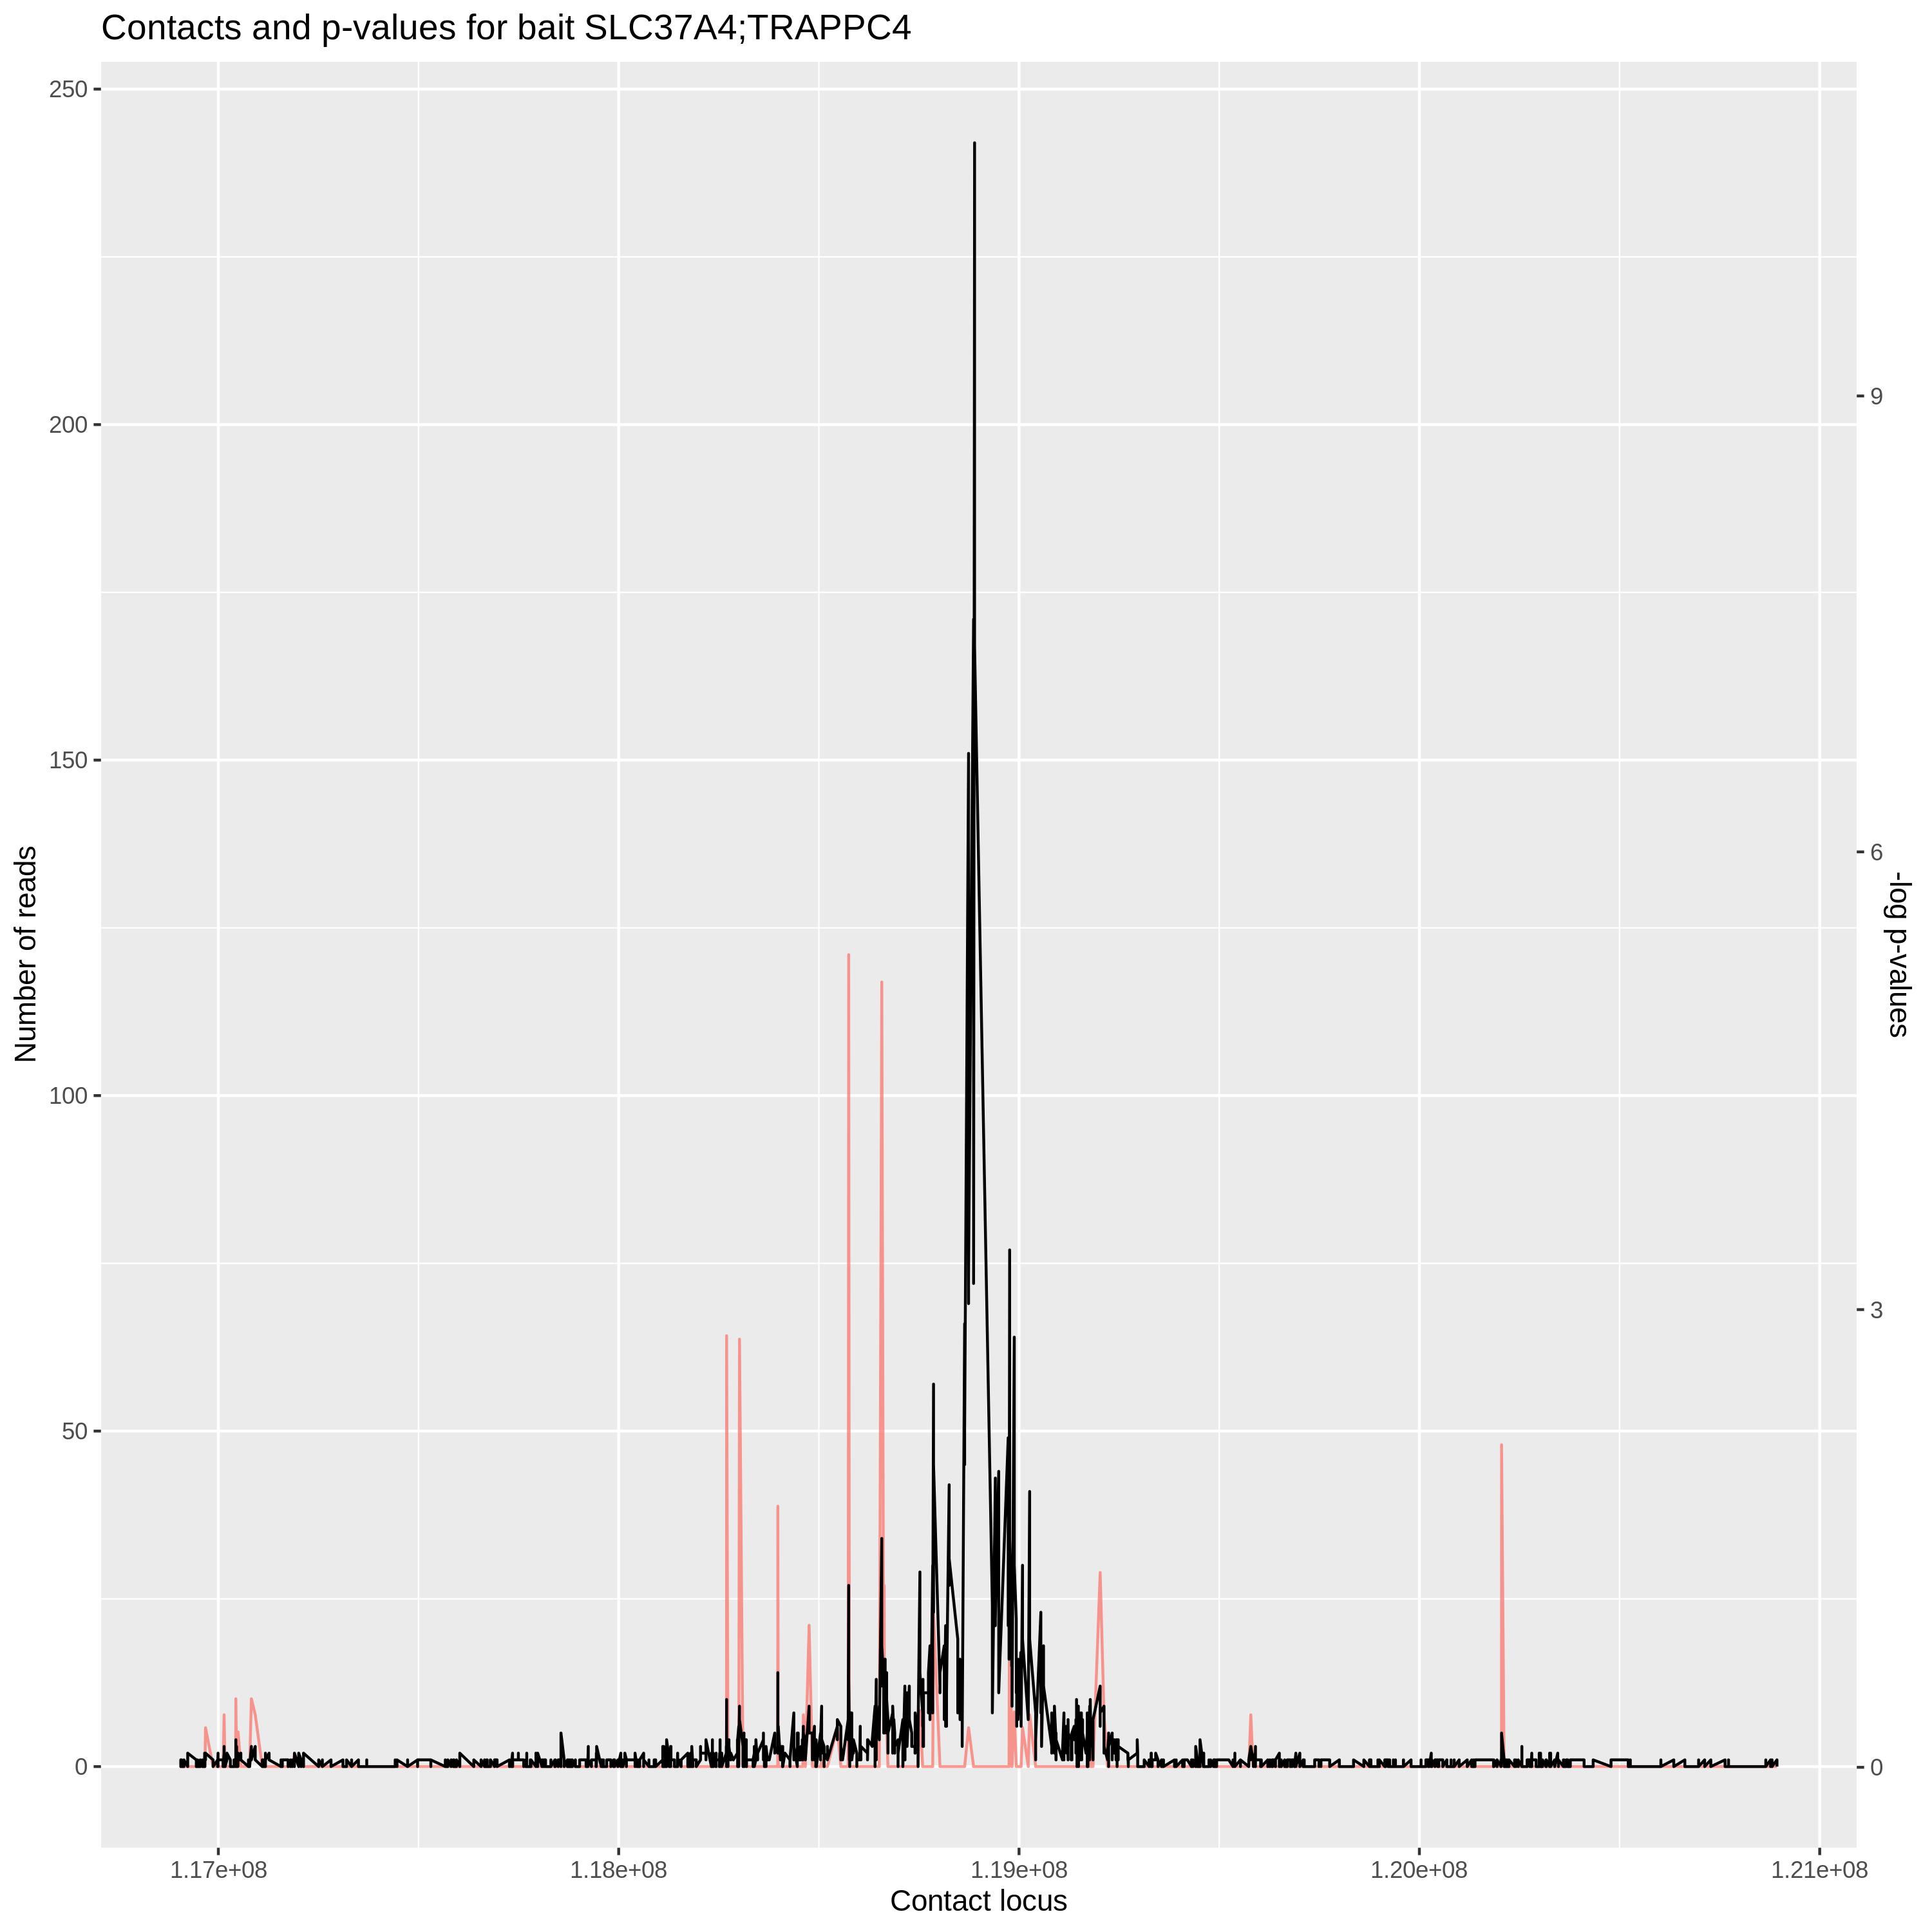 Contacts and p-values for bait SLC37A4;TRAPPC4
250
200
150
100
50
0
Number of reads
9
6
3
0
-log p-values
1.17e+08
1.18e+08
1.19e+08
1.20e+08
1.21e+08
Contact locus